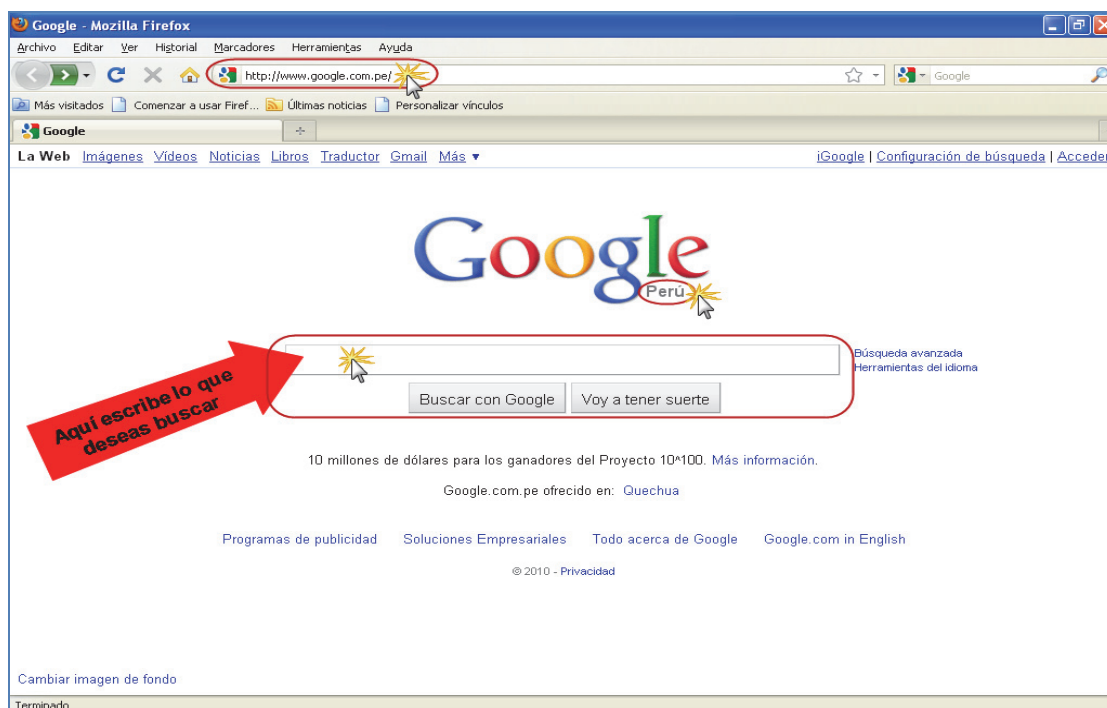 Google - Mozilla Firefox
Archivo Editar Ver Historial Marcadores Herramientas Ayuda
http://www.google.com.pe/ Google
Más visitados Comenzar a usar Firef... Últimas noticias Personalizar vínculos
Google
La Web Imágenes Vídeos Noticias Libros Traductor Gmail Más ▼ iGoogle | Configuración de búsqueda | Acceder
Google
Perú
Búsqueda avanzada
Herramientas del idioma
Aquí escribe lo que
deseas buscar
Buscar con Google Voy a tener suerte
10 millones de dólares para los ganadores del Proyecto 10^100. Más información.
Google.com.pe ofrecido en: Quechua
Programas de publicidad Soluciones Empresariales Todo acerca de Google Google.com in English
© 2010 - Privacidad
Cambiar imagen de fondo
Terminado